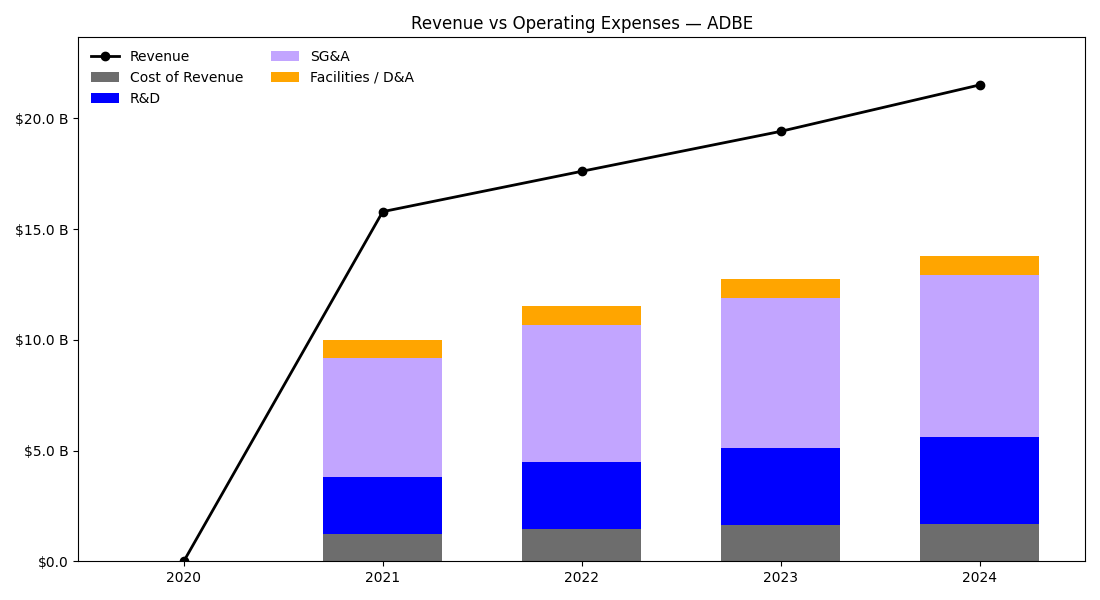 Revenue vs Operating Expenses — ADBE
Revenue
Cost of Revenue
R&D
SG&A
Facilities / D&A
$20.0 B
$15.0 B
$10.0 B
$5.0 B
$0.0
2020 2021 2022 2023 2024